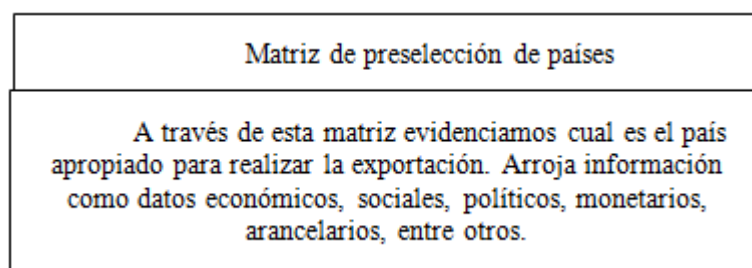 Matriz de preselección de países
A través de esta matriz evidenciamos cual es el país
apropiado para realizar la exportación. Arroja información
como datos económicos, sociales, políticos, monetarios,
arancelarios, entre otros.